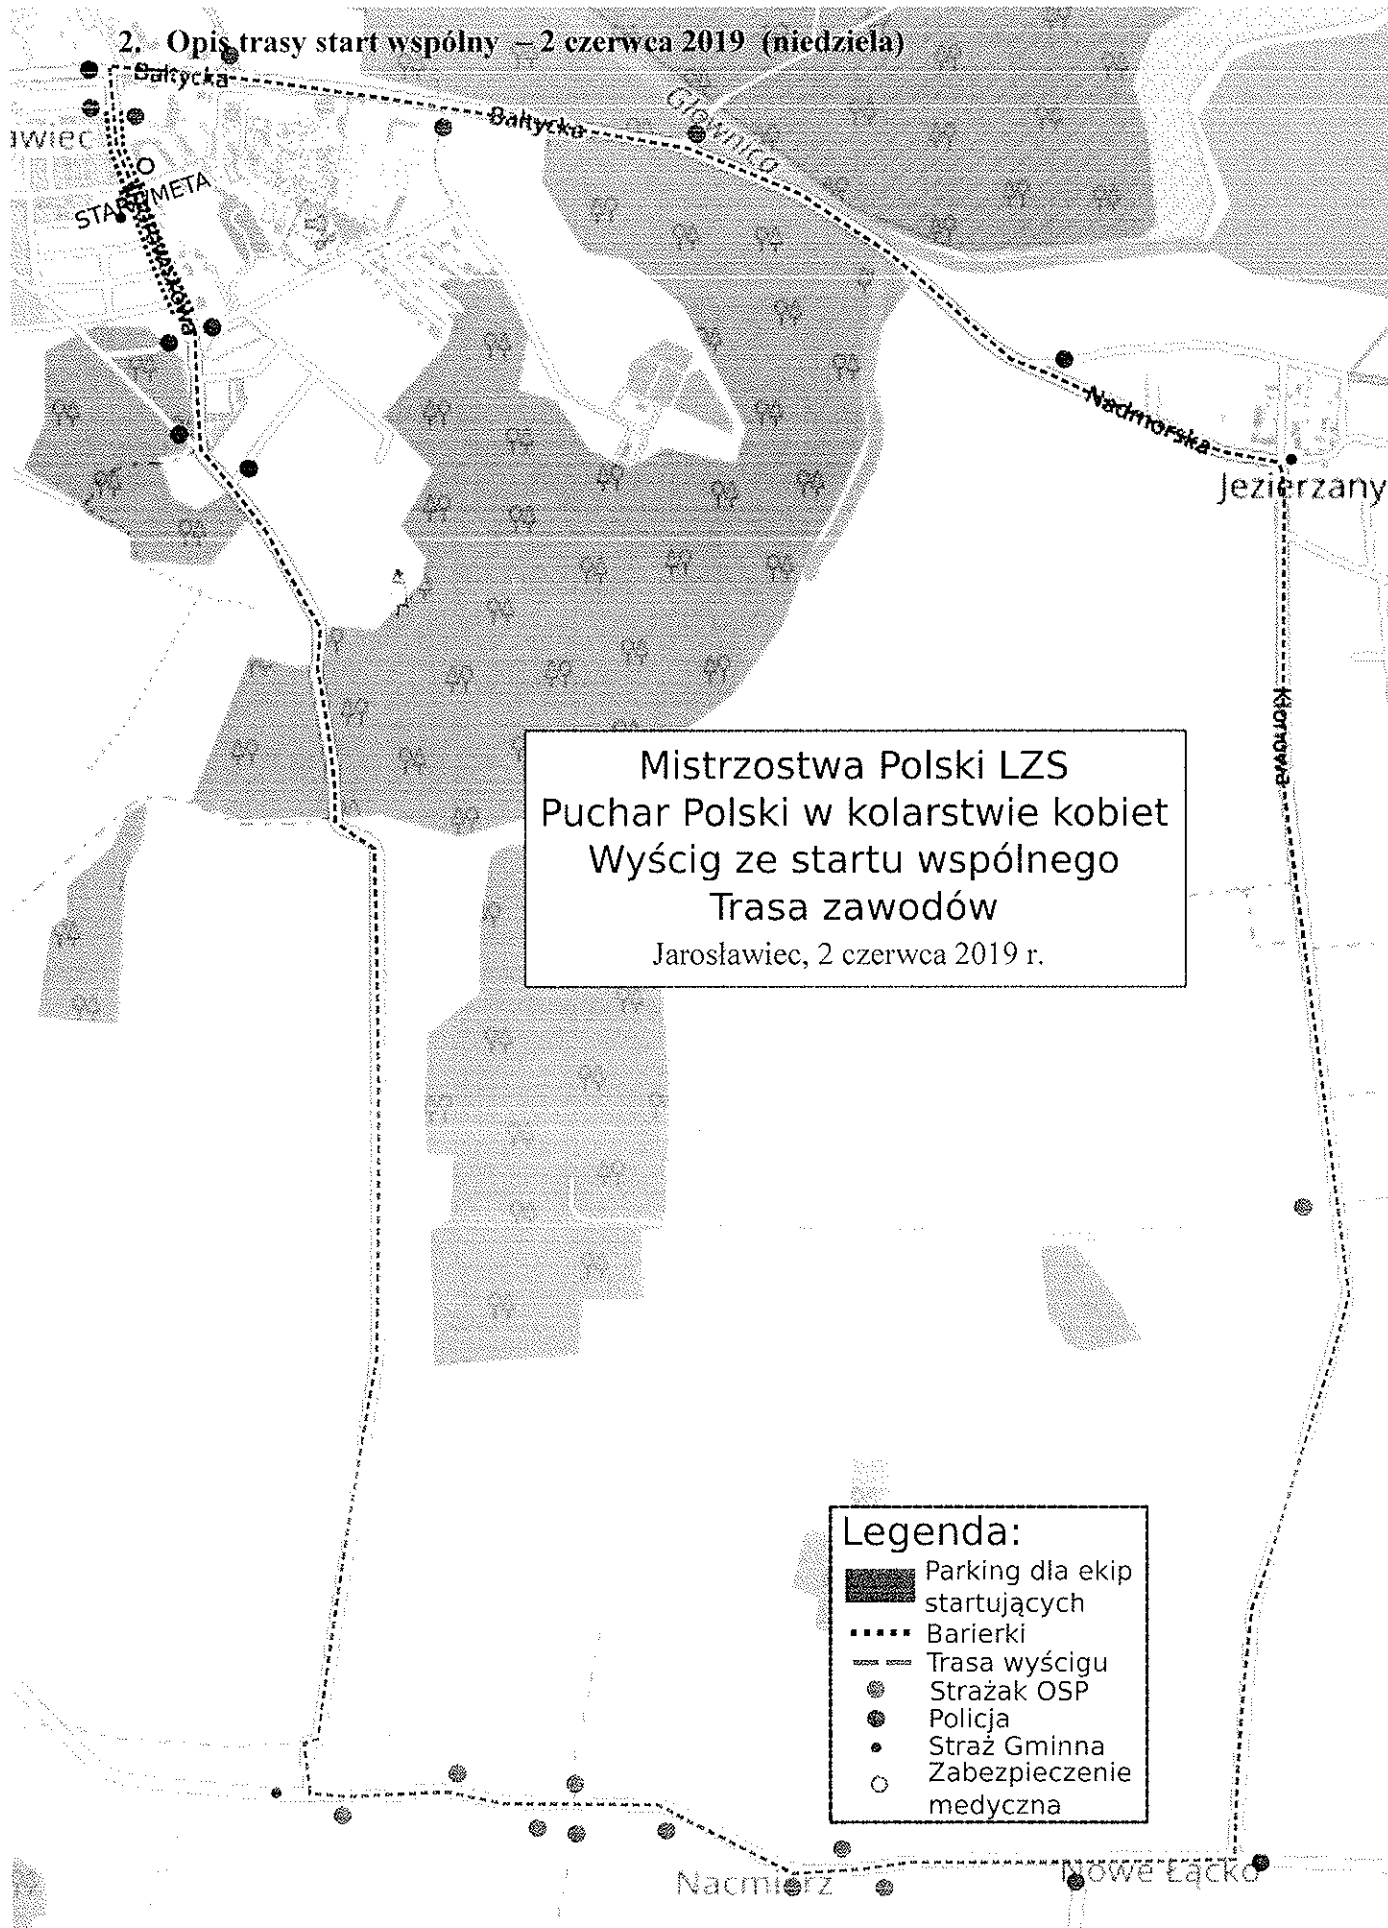 2. Opis trasy start wspólny – 2 czerwca 2019 (niedziela)
Bałtycka
Bałtycka
Głównica
awiec
START/META
Nadmorska
Jezierzany
Klonowa
Mistrzostwa Polski LZS
Puchar Polski w kolarstwie kobiet
Wyścig ze startu wspólnego
Trasa zawodów
Jarosławiec, 2 czerwca 2019 r.
Legenda:
Parking dla ekip
startujących
Barierki
Trasa wyścigu
Strażak OSP
Policja
Straż Gminna
Zabezpieczenie
medyczna
Nacmierz
Nowe Łącko